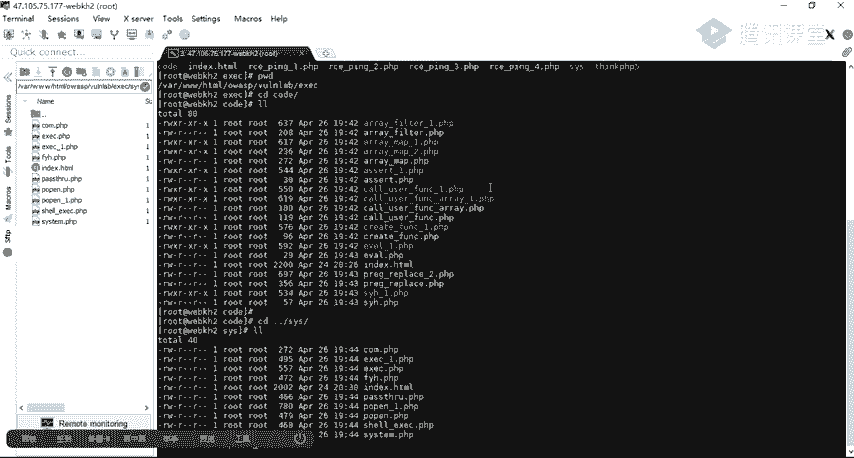 47.105.75.177-webkh2
Terminal Sessions View X server Tools Settings Macros Help
Quick connect...
2. 47.105.75.177-webkh2 (root)
腾讯课堂
/var/www/html/owasp/vulnlab/exec/sys
Name
..
com.php 1
exec.php 1
exec_1.php 1
fyh.php 1
index.html 1
passthru.php 1
popen.php 1
popen_1.php 1
shell_exec.php 1
system.php 1
Sessions
Tools
Macros
Sftp
Remote monitoring
code index.html rce_ping_1.php rce_ping_2.php rce_ping_3.php rce_ping_4.php sys thinkphp5
[root@webkh2 exec]# pwd
/var/www/html/owasp/vulnlab/exec
[root@webkh2 exec]# cd code/
[root@webkh2 code]# ll
total 80
-rwxr-xr-x 1 root root 637 Apr 26 19:42 array_filter_1.php
-rw-r--r-- 1 root root 208 Apr 26 19:42 array_filter.php
-rwxr-xr-x 1 root root 617 Apr 26 19:42 array_map_1.php
-rw-r--r-- 1 root root 236 Apr 26 19:42 array_map_2.php
-rw-r--r-- 1 root root 272 Apr 26 19:42 array_map.php
-rwxr-xr-x 1 root root 544 Apr 26 19:42 assert_1.php
-rw-r--r-- 1 root root 30 Apr 26 19:42 assert.php
-rwxr-xr-x 1 root root 550 Apr 26 19:42 call_user_func_1.php
-rwxr-xr-x 1 root root 619 Apr 26 19:42 call_user_func_array_1.php
-rw-r--r-- 1 root root 180 Apr 26 19:42 call_user_func_array.php
-rw-r--r-- 1 root root 119 Apr 26 19:42 call_user_func.php
-rwxr-xr-x 1 root root 576 Apr 26 19:42 create_func_1.php
-rw-r--r-- 1 root root 96 Apr 26 19:42 create_func.php
-rwxr-xr-x 1 root root 592 Apr 26 19:42 eval_1.php
-rw-r--r-- 1 root root 29 Apr 26 19:43 eval.php
-rw-r--r-- 1 root root 2200 Apr 24 20:26 index.html
-rw-r--r-- 1 root root 697 Apr 26 19:43 preg_replace_2.php
-rw-r--r-- 1 root root 356 Apr 26 19:43 preg_replace.php
-rwxr-xr-x 1 root root 534 Apr 26 19:43 syh_1.php
-rw-r--r-- 1 root root 57 Apr 26 19:43 syh.php
[root@webkh2 code]#
[root@webkh2 code]# cd ../sys/
[root@webkh2 sys]# ll
total 40
-rw-r--r-- 1 root root 272 Apr 26 19:44 com.php
-rw-r--r-- 1 root root 495 Apr 26 19:44 exec_1.php
-rw-r--r-- 1 root root 557 Apr 26 19:44 exec.php
-rw-r--r-- 1 root root 472 Apr 26 19:44 fyh.php
-rw-r--r-- 1 root root 2002 Apr 24 20:30 index.html
-rw-r--r-- 1 root root 466 Apr 26 19:44 passthru.php
-rw-r--r-- 1 root root 780 Apr 26 19:44 popen_1.php
-rw-r--r-- 1 root root 479 Apr 26 19:44 popen.php
-rw-r--r-- 1 root root 460 Apr 26 19:44 shell_exec.php
26 19:44 system.php